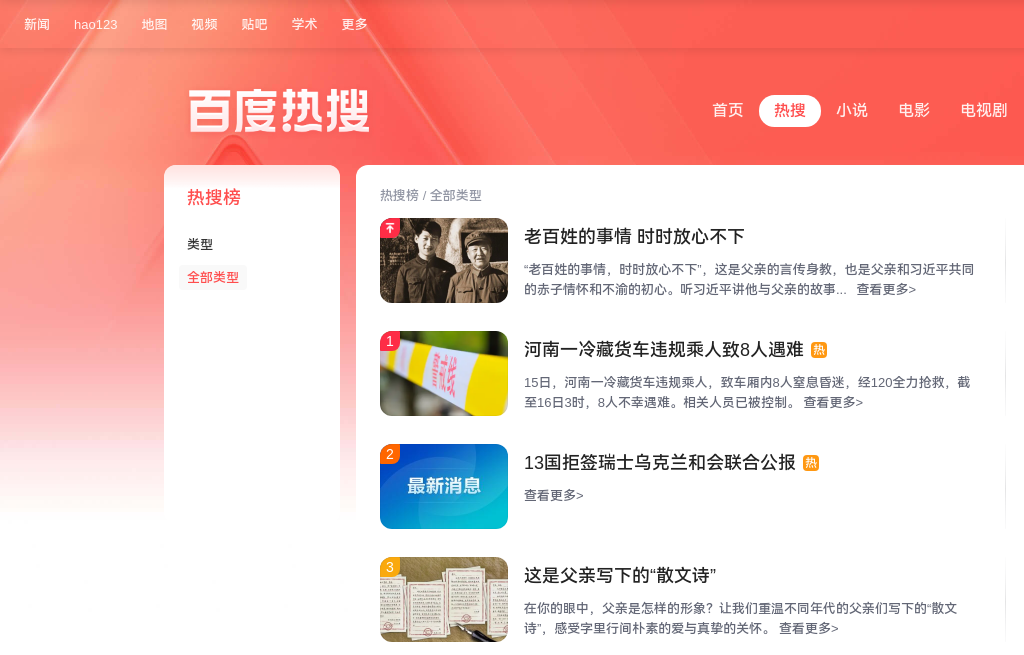 新闻 hao123 地图 视频 贴吧 学术 更多
百度热搜
首页 热搜 小说 电影 电视剧
热搜榜
类型
全部类型
热搜榜 / 全部类型
老百姓的事情 时时放心不下
“老百姓的事情，时时放心不下”，这是父亲的言传身教，也是父亲和习近平共同
的赤子情怀和不渝的初心。听习近平讲他与父亲的故事... 查看更多>
1
警戒线
河南一冷藏货车违规乘人致8人遇难 热
15日，河南一冷藏货车违规乘人，致车厢内8人窒息昏迷，经120全力抢救，截
至16日3时，8人不幸遇难。相关人员已被控制。 查看更多>
2
最新消息
13国拒签瑞士乌克兰和会联合公报 热
查看更多>
3
这是父亲写下的“散文诗”
在你的眼中，父亲是怎样的形象？让我们重温不同年代的父亲们写下的“散文
诗”，感受字里行间朴素的爱与真挚的关怀。 查看更多>